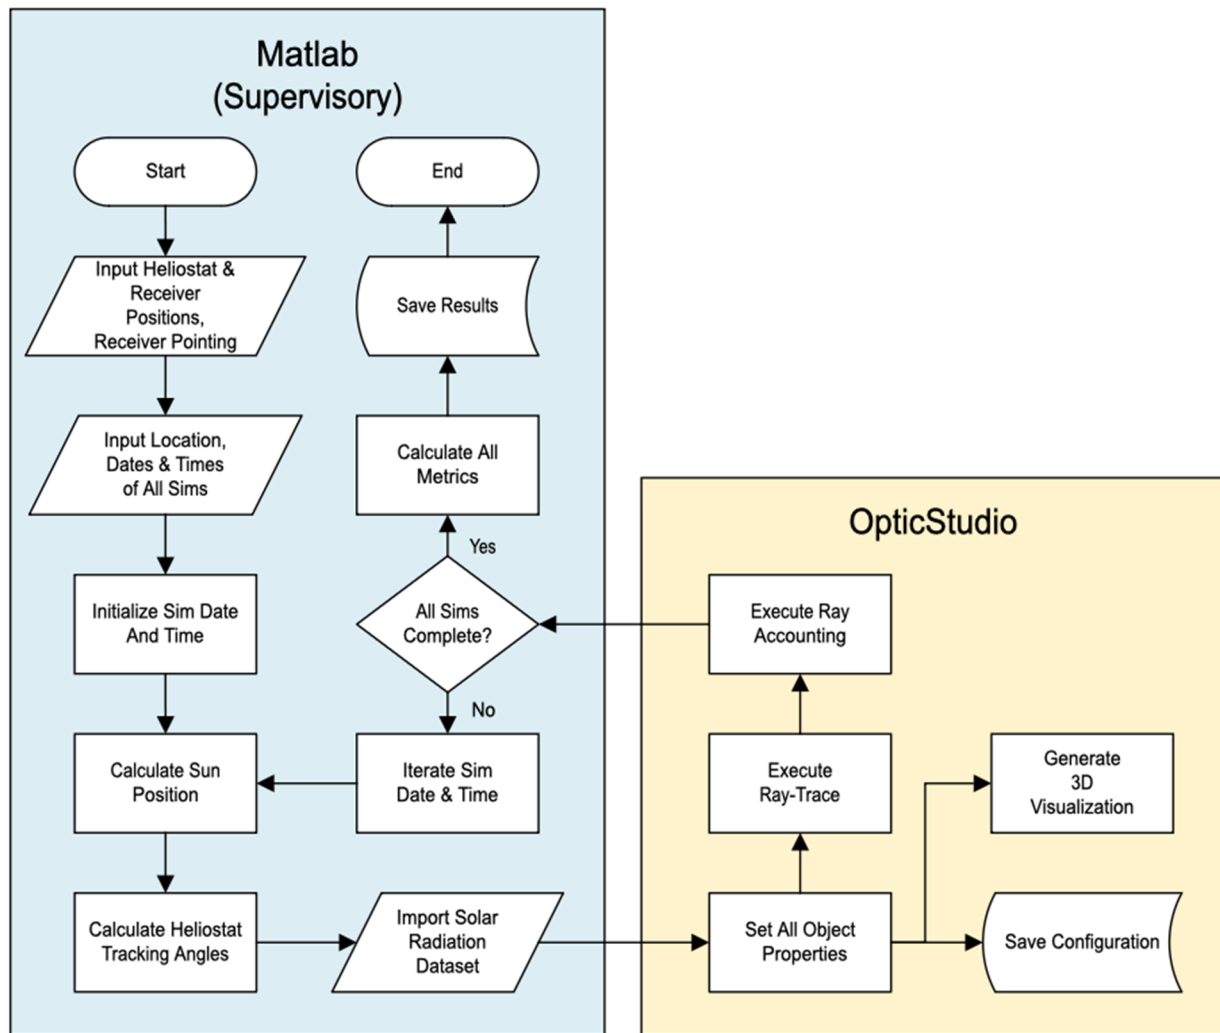 Matlab
(Supervisory)
Start
End
Input Heliostat &
Receiver
Positions,
Receiver Pointing
Save Results
Input Location,
Dates & Times
of All Sims
Calculate All
Metrics
Yes
OpticStudio
Initialize Sim Date
And Time
All Sims
Complete?
Execute Ray
Accounting
No
Calculate Sun
Position
Iterate Sim
Date & Time
Execute
Ray-Trace
Generate
3D
Visualization
Calculate Heliostat
Tracking Angles
Import Solar
Radiation
Dataset
Set All Object
Properties
Save Configuration